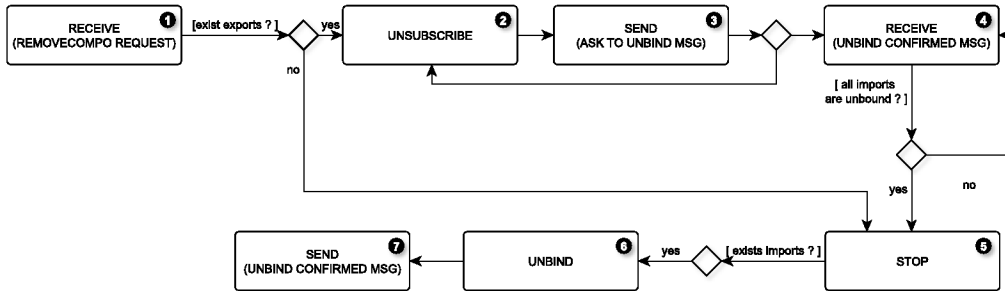 1
RECEIVE
(REMOVECOMPO REQUEST)
[exist exports ? ]
yes
no
2
UNSUBSCRIBE
3
SEND
(ASK TO UNBIND MSG)
4
RECEIVE
(UNBIND CONFIRMED MSG)
[ all imports
are unbound ? ]
yes
no
5
STOP
[ exists imports ? ]
yes
6
UNBIND
7
SEND
(UNBIND CONFIRMED MSG)